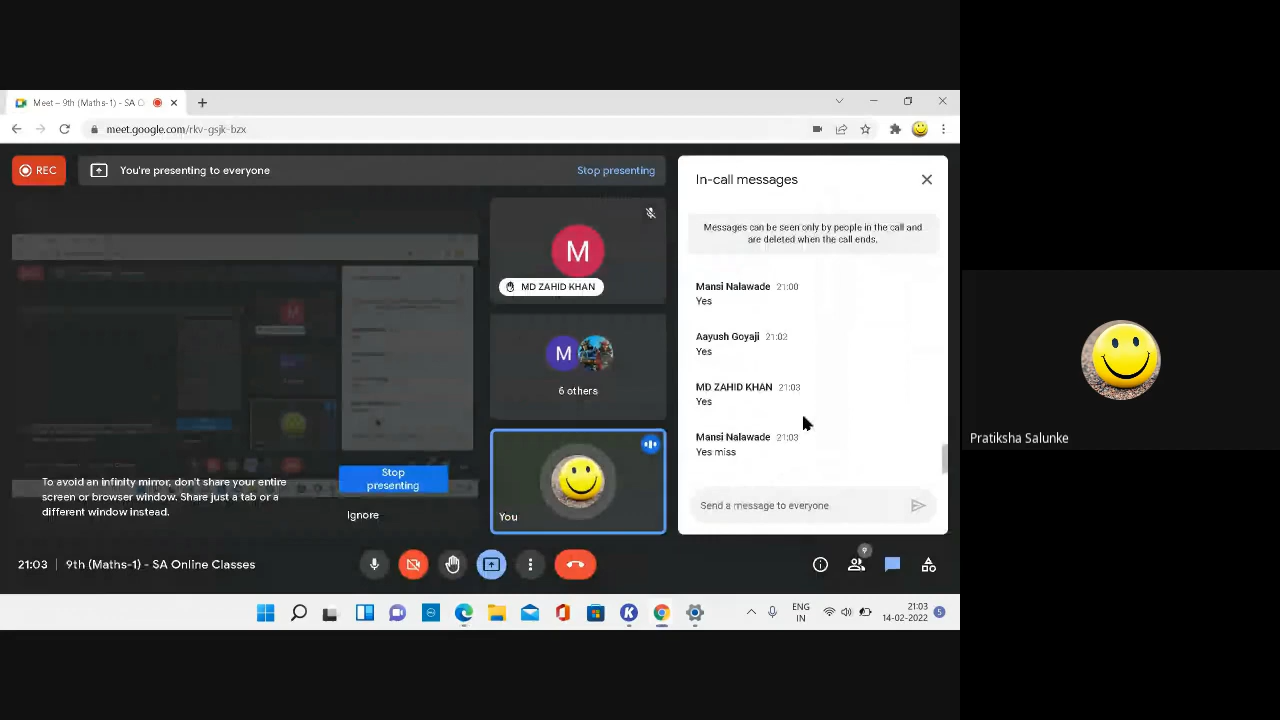 Meet – 9th (Maths-1) - SA O
meet.google.com/rkv-gsjk-bzx
REC
You're presenting to everyone
Stop presenting
M
MD ZAHID KHAN
M
6 others
You
To avoid an infinity mirror, don't share your entire
screen or browser window. Share just a tab or a
different window instead.
Stop
presenting
Ignore
In-call messages
Messages can be seen only by people in the call and
are deleted when the call ends.
Mansi Nalawade 21:00
Yes
Aayush Goyaji 21:02
Yes
MD ZAHID KHAN 21:03
Yes
Mansi Nalawade 21:03
Yes miss
Send a message to everyone
21:03 | 9th (Maths-1) - SA Online Classes
9
ENG
IN
21:03
14-02-2022
5
Pratiksha Salunke